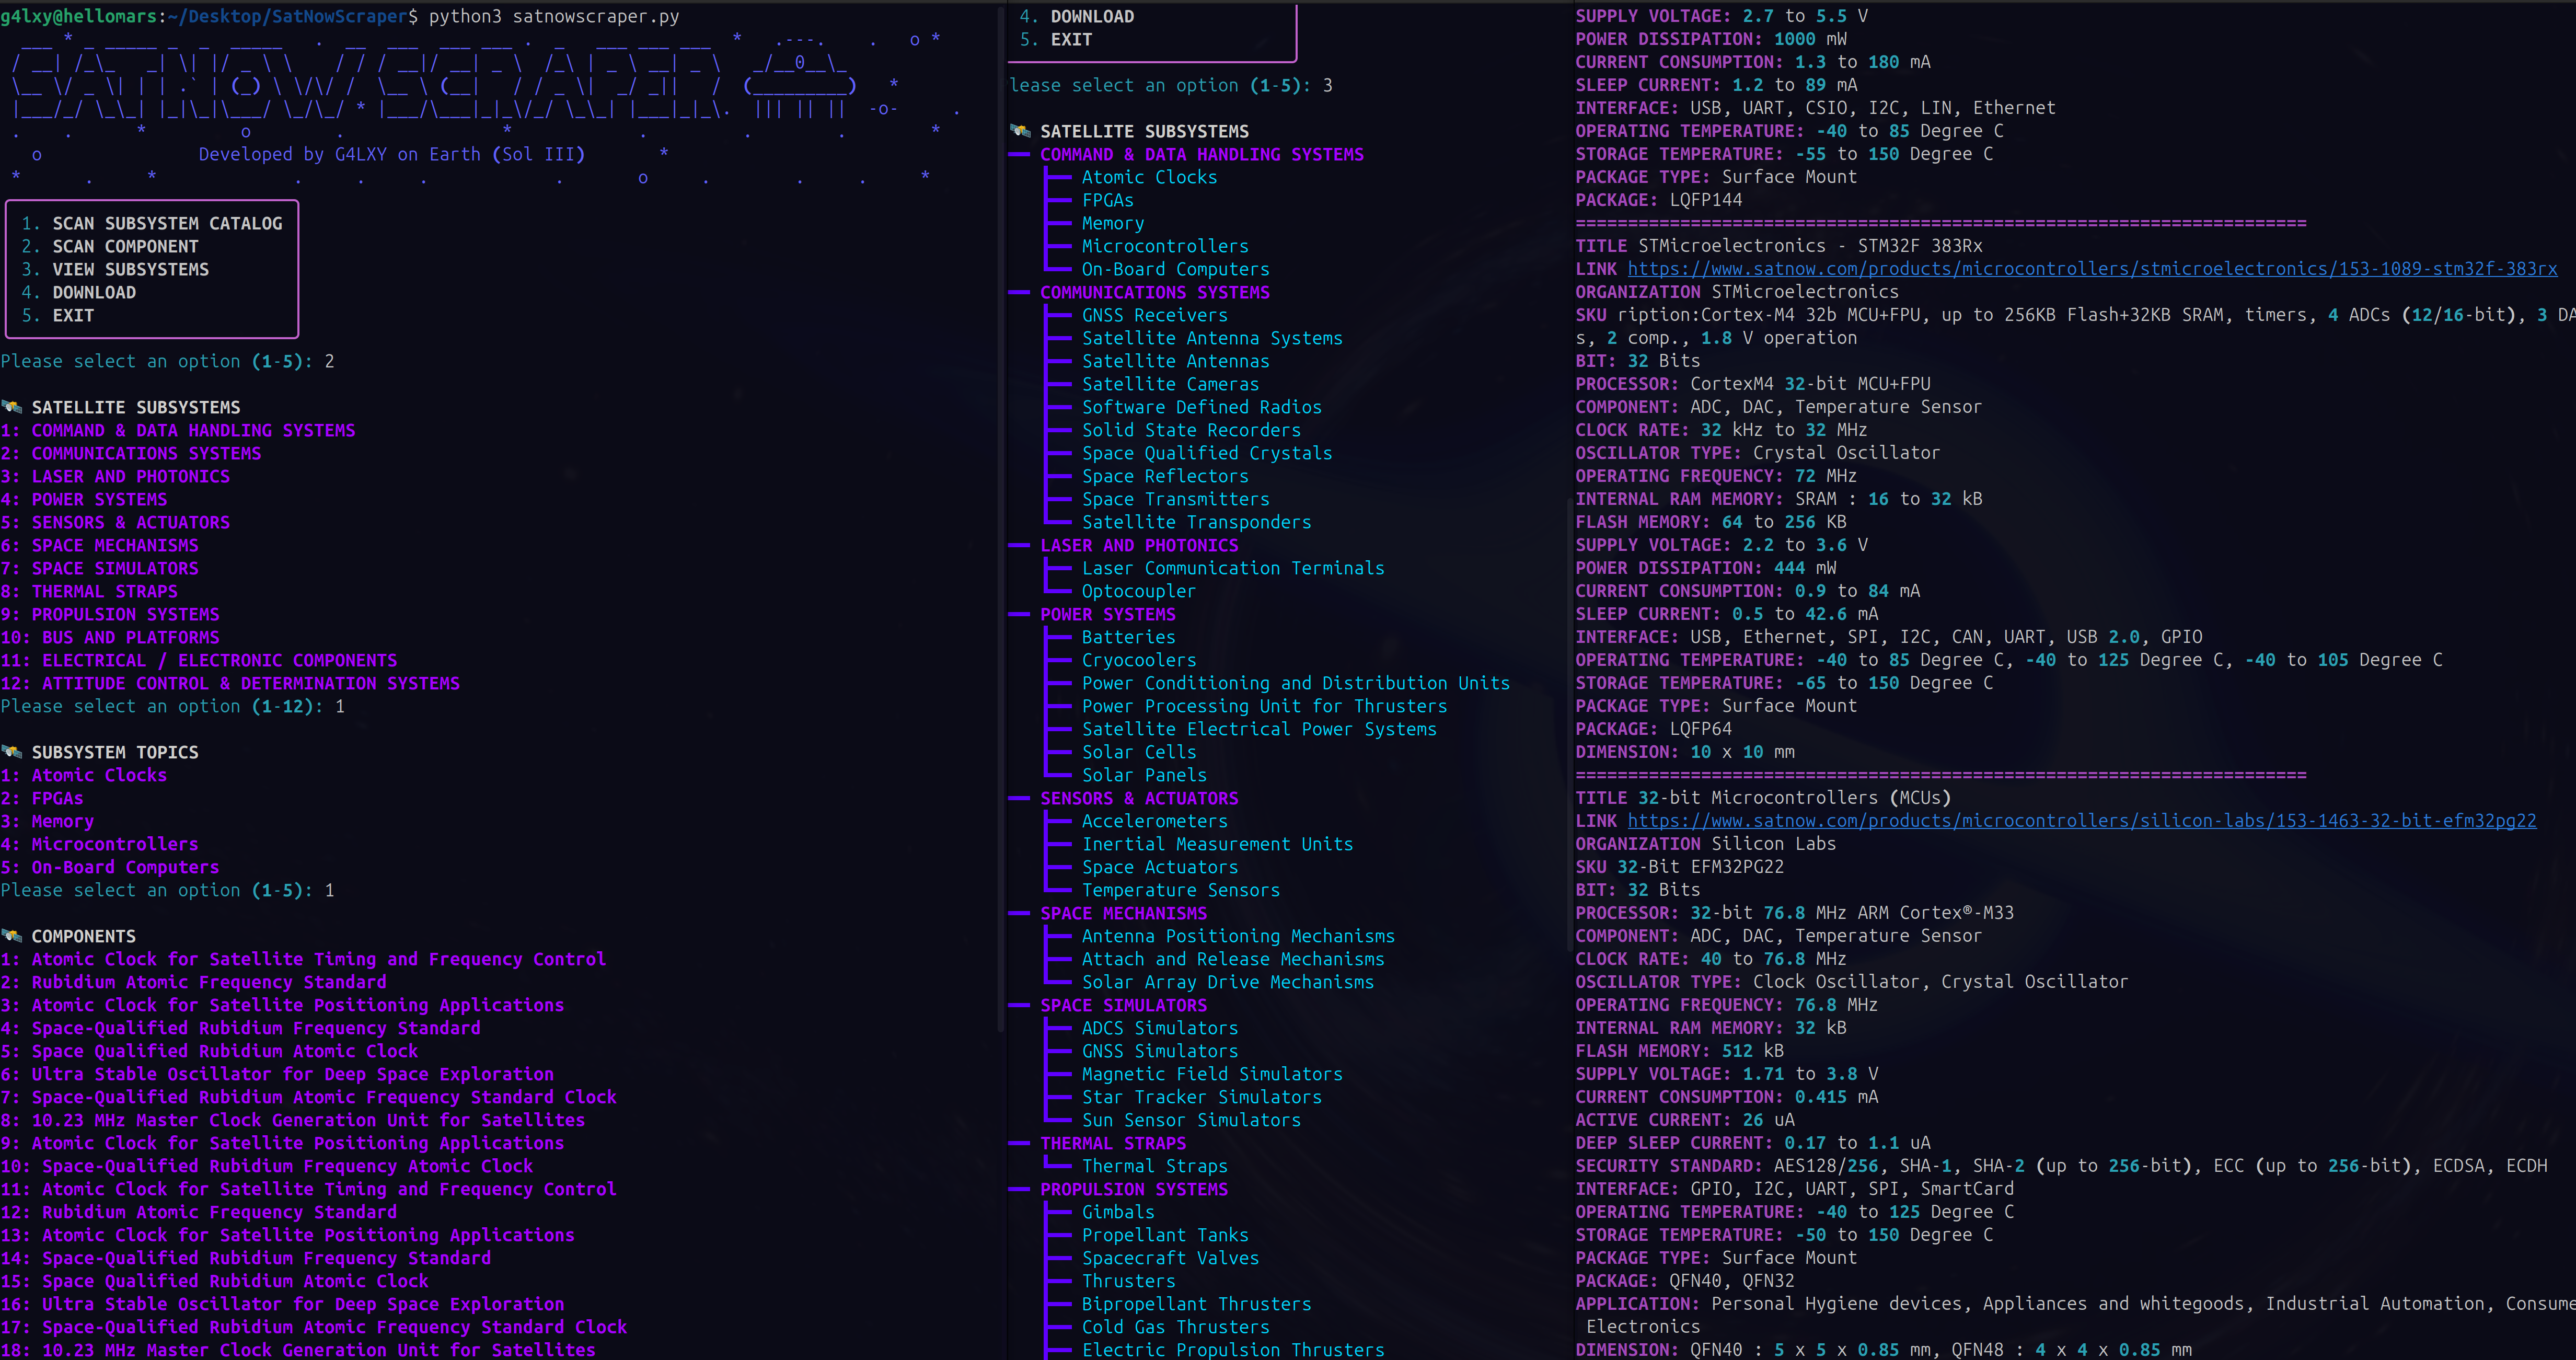 g4lxy@hellomars:~/Desktop/SatNowScraper$ python3 satnowscraper.py
SATNOW SCRAPER
Developed by G4LXY on Earth (Sol III)
1. SCAN SUBSYSTEM CATALOG
2. SCAN COMPONENT
3. VIEW SUBSYSTEMS
4. DOWNLOAD
5. EXIT
Please select an option (1-5): 2
SATELLITE SUBSYSTEMS
1: COMMAND & DATA HANDLING SYSTEMS
2: COMMUNICATIONS SYSTEMS
3: LASER AND PHOTONICS
4: POWER SYSTEMS
5: SENSORS & ACTUATORS
6: SPACE MECHANISMS
7: SPACE SIMULATORS
8: THERMAL STRAPS
9: PROPULSION SYSTEMS
10: BUS AND PLATFORMS
11: ELECTRICAL / ELECTRONIC COMPONENTS
12: ATTITUDE CONTROL & DETERMINATION SYSTEMS
Please select an option (1-12): 1
SUBSYSTEM TOPICS
1: Atomic Clocks
2: FPGAs
3: Memory
4: Microcontrollers
5: On-Board Computers
Please select an option (1-5): 1
COMPONENTS
1: Atomic Clock for Satellite Timing and Frequency Control
2: Rubidium Atomic Frequency Standard
3: Atomic Clock for Satellite Positioning Applications
4: Space-Qualified Rubidium Frequency Standard
5: Space Qualified Rubidium Atomic Clock
6: Ultra Stable Oscillator for Deep Space Exploration
7: Space-Qualified Rubidium Atomic Frequency Standard Clock
8: 10.23 MHz Master Clock Generation Unit for Satellites
9: Atomic Clock for Satellite Positioning Applications
10: Space-Qualified Rubidium Frequency Atomic Clock
11: Atomic Clock for Satellite Timing and Frequency Control
12: Rubidium Atomic Frequency Standard
13: Atomic Clock for Satellite Positioning Applications
14: Space-Qualified Rubidium Frequency Standard
15: Space Qualified Rubidium Atomic Clock
16: Ultra Stable Oscillator for Deep Space Exploration
17: Space-Qualified Rubidium Atomic Frequency Standard Clock
18: 10.23 MHz Master Clock Generation Unit for Satellites
4. DOWNLOAD
5. EXIT
lease select an option (1-5): 3
SATELLITE SUBSYSTEMS
COMMAND & DATA HANDLING SYSTEMS
Atomic Clocks
FPGAs
Memory
Microcontrollers
On-Board Computers
COMMUNICATIONS SYSTEMS
GNSS Receivers
Satellite Antenna Systems
Satellite Antennas
Satellite Cameras
Software Defined Radios
Solid State Recorders
Space Qualified Crystals
Space Reflectors
Space Transmitters
Satellite Transponders
LASER AND PHOTONICS
Laser Communication Terminals
Optocoupler
POWER SYSTEMS
Batteries
Cryocoolers
Power Conditioning and Distribution Units
Power Processing Unit for Thrusters
Satellite Electrical Power Systems
Solar Cells
Solar Panels
SENSORS & ACTUATORS
Accelerometers
Inertial Measurement Units
Space Actuators
Temperature Sensors
SPACE MECHANISMS
Antenna Positioning Mechanisms
Attach and Release Mechanisms
Solar Array Drive Mechanisms
SPACE SIMULATORS
ADCS Simulators
GNSS Simulators
Magnetic Field Simulators
Star Tracker Simulators
Sun Sensor Simulators
THERMAL STRAPS
Thermal Straps
PROPULSION SYSTEMS
Gimbals
Propellant Tanks
Spacecraft Valves
Thrusters
Bipropellant Thrusters
Cold Gas Thrusters
Electric Propulsion Thrusters
SUPPLY VOLTAGE: 2.7 to 5.5 V
POWER DISSIPATION: 1000 mW
CURRENT CONSUMPTION: 1.3 to 180 mA
SLEEP CURRENT: 1.2 to 89 mA
INTERFACE: USB, UART, CSIO, I2C, LIN, Ethernet
OPERATING TEMPERATURE: -40 to 85 Degree C
STORAGE TEMPERATURE: -55 to 150 Degree C
PACKAGE TYPE: Surface Mount
PACKAGE: LQFP144
======================================================================
TITLE STMicroelectronics - STM32F 383Rx
LINK https://www.satnow.com/products/microcontrollers/stmicroelectronics/153-1089-stm32f-383rx
ORGANIZATION STMicroelectronics
SKU ription:Cortex-M4 32b MCU+FPU, up to 256KB Flash+32KB SRAM, timers, 4 ADCs (12/16-bit), 3 DA
s, 2 comp., 1.8 V operation
BIT: 32 Bits
PROCESSOR: CortexM4 32-bit MCU+FPU
COMPONENT: ADC, DAC, Temperature Sensor
CLOCK RATE: 32 kHz to 32 MHz
OSCILLATOR TYPE: Crystal Oscillator
OPERATING FREQUENCY: 72 MHz
INTERNAL RAM MEMORY: SRAM : 16 to 32 kB
FLASH MEMORY: 64 to 256 KB
SUPPLY VOLTAGE: 2.2 to 3.6 V
POWER DISSIPATION: 444 mW
CURRENT CONSUMPTION: 0.9 to 84 mA
SLEEP CURRENT: 0.5 to 42.6 mA
INTERFACE: USB, Ethernet, SPI, I2C, CAN, UART, USB 2.0, GPIO
OPERATING TEMPERATURE: -40 to 85 Degree C, -40 to 125 Degree C, -40 to 105 Degree C
STORAGE TEMPERATURE: -65 to 150 Degree C
PACKAGE TYPE: Surface Mount
PACKAGE: LQFP64
DIMENSION: 10 x 10 mm
======================================================================
TITLE 32-bit Microcontrollers (MCUs)
LINK https://www.satnow.com/products/microcontrollers/silicon-labs/153-1463-32-bit-efm32pg22
ORGANIZATION Silicon Labs
SKU 32-Bit EFM32PG22
BIT: 32 Bits
PROCESSOR: 32-bit 76.8 MHz ARM Cortex®-M33
COMPONENT: ADC, DAC, Temperature Sensor
CLOCK RATE: 40 to 76.8 MHz
OSCILLATOR TYPE: Clock Oscillator, Crystal Oscillator
OPERATING FREQUENCY: 76.8 MHz
INTERNAL RAM MEMORY: 32 kB
FLASH MEMORY: 512 kB
SUPPLY VOLTAGE: 1.71 to 3.8 V
CURRENT CONSUMPTION: 0.415 mA
ACTIVE CURRENT: 26 uA
DEEP SLEEP CURRENT: 0.17 to 1.1 uA
SECURITY STANDARD: AES128/256, SHA-1, SHA-2 (up to 256-bit), ECC (up to 256-bit), ECDSA, ECDH
INTERFACE: GPIO, I2C, UART, SPI, SmartCard
OPERATING TEMPERATURE: -40 to 125 Degree C
STORAGE TEMPERATURE: -50 to 150 Degree C
PACKAGE TYPE: Surface Mount
PACKAGE: QFN40, QFN32
APPLICATION: Personal Hygiene devices, Appliances and whitegoods, Industrial Automation, Consume
Electronics
DIMENSION: QFN40 : 5 x 5 x 0.85 mm, QFN48 : 4 x 4 x 0.85 mm